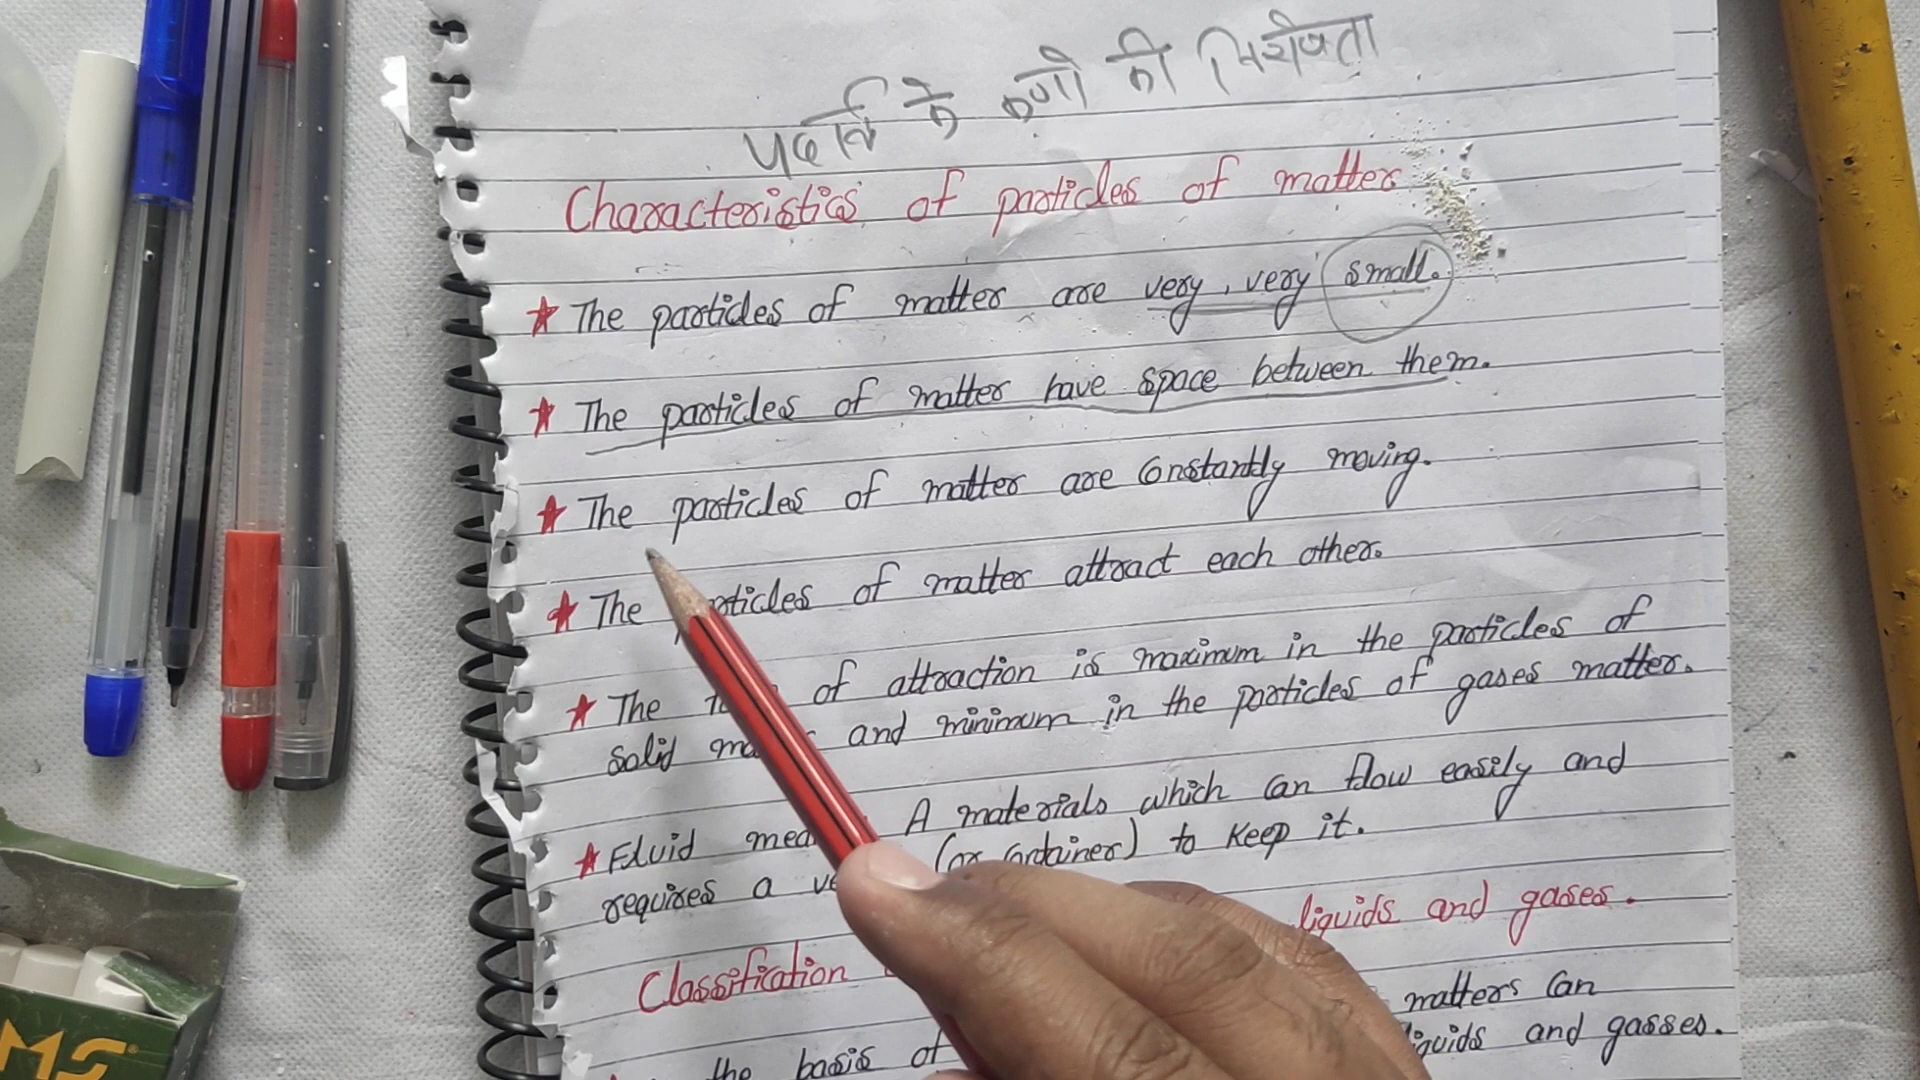 पदार्थ के कणो की विशेषता
Characteristics of particles of matter
The particles of matter are very, very small.
The particles of matter have space between them.
The particles of matter are Constantly moving.
The particles of matter attract each other.
The of attraction is maximum in the particles of
solid and minimum in the particles of gases matter.
Fluid A materials which can flow easily and
requires a (or Container) to keep it.
Classification liquids and gases.
matters can
the basis of liquids and gasses.
MS